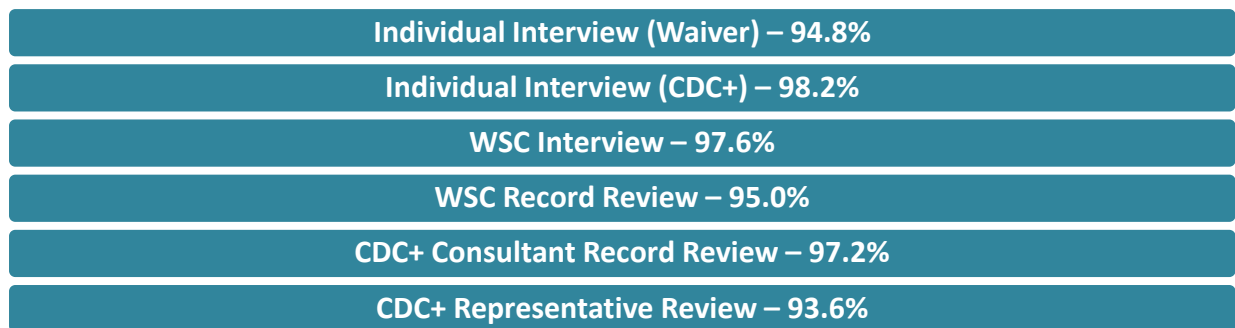 Individual Interview (Waiver) – 94.8%
Individual Interview (CDC+) – 98.2%
WSC Interview – 97.6%
WSC Record Review – 95.0%
CDC+ Consultant Record Review – 97.2%
CDC+ Representative Review – 93.6%